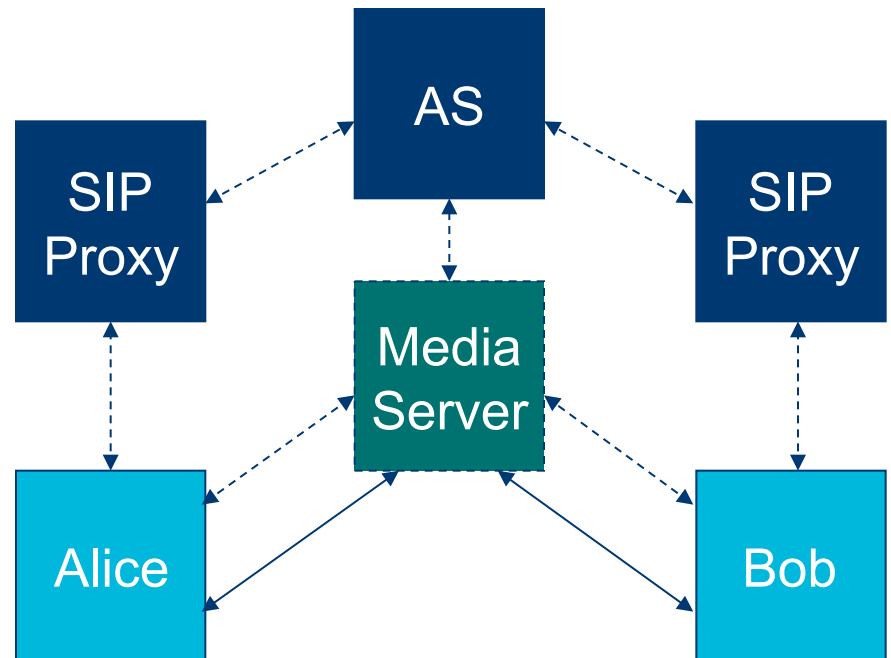 AS
SIP
Proxy
SIP
Proxy
Media
Server
Alice
Bob